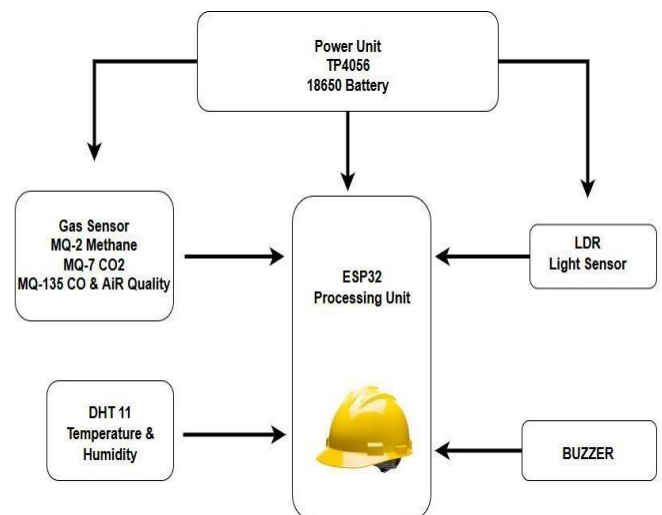 Power Unit
TP4056
18650 Battery
Gas Sensor
MQ-2 Methane
MQ-7 CO2
MQ-135 CO & AiR Quality
LDR
Light Sensor
ESP32
Processing Unit
DHT 11
Temperature &
Humidity
BUZZER